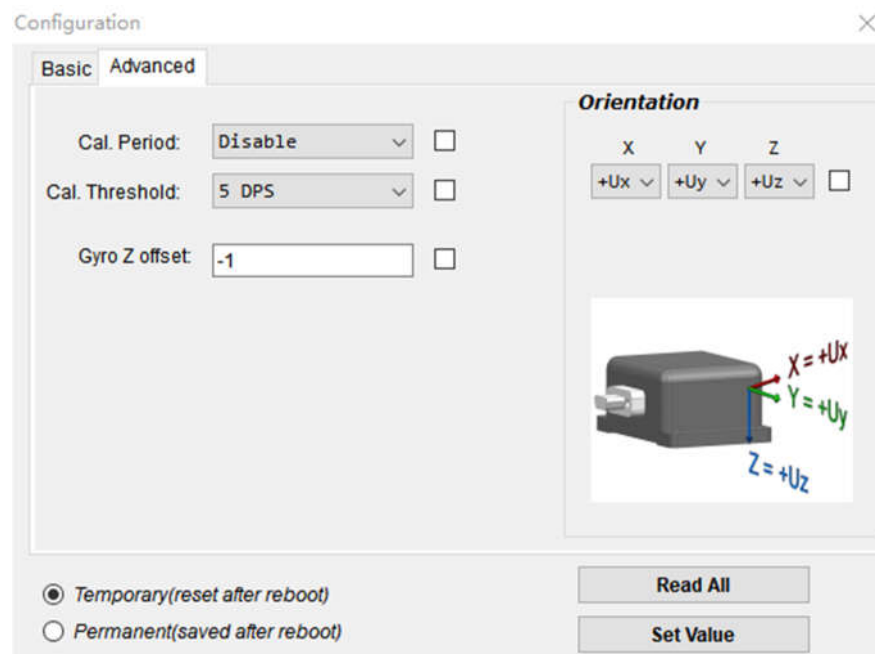 Configuration
Basic
Advanced
Cal. Period:
Disable
Cal. Threshold:
5 DPS
Gyro Z offset:
-1
Orientation
X Y Z
+Ux +Uy +Uz
X = +Ux
Y = +Uy
Z = +Uz
Temporary(reset after reboot)
Permanent(saved after reboot)
Read All
Set Value